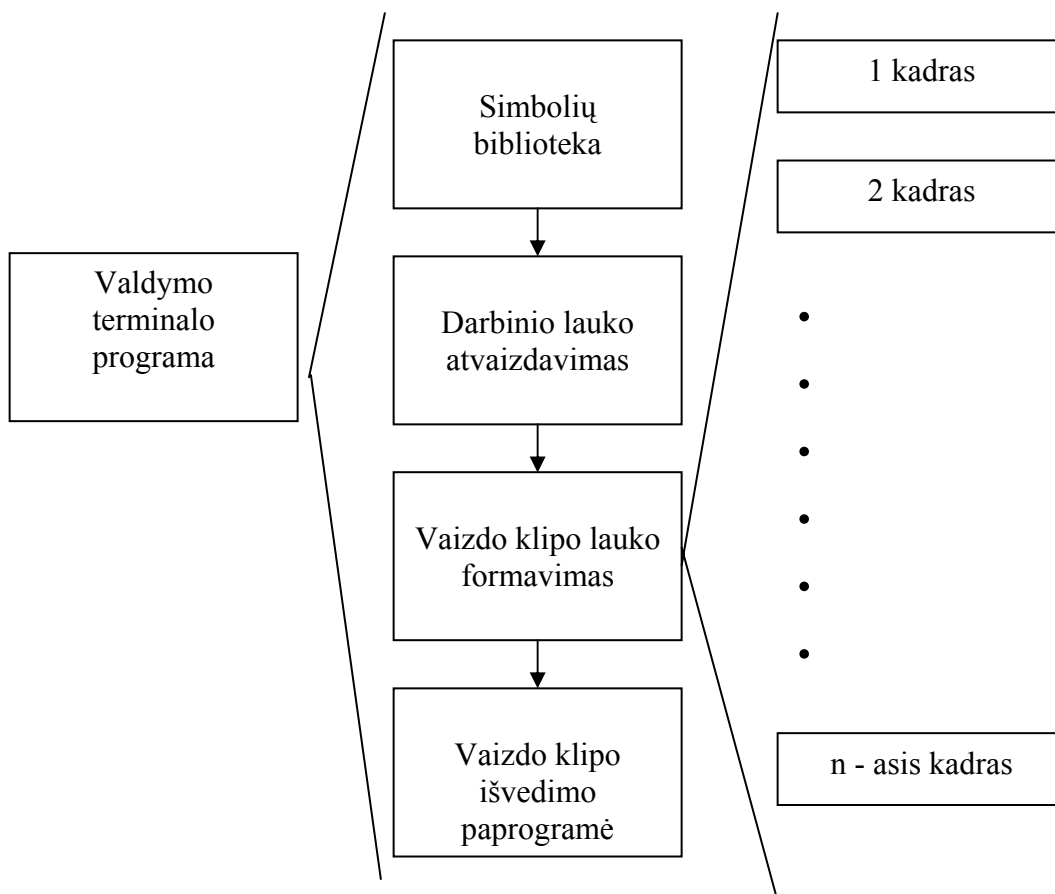 Valdymo
terminalo
programa
Simbolių
biblioteka
Darbinio lauko
atvaizdavimas
Vaizdo klipo lauko
formavimas
Vaizdo klipo
išvedimo
paprogramė
1 kadras
2 kadras
n - asis kadras